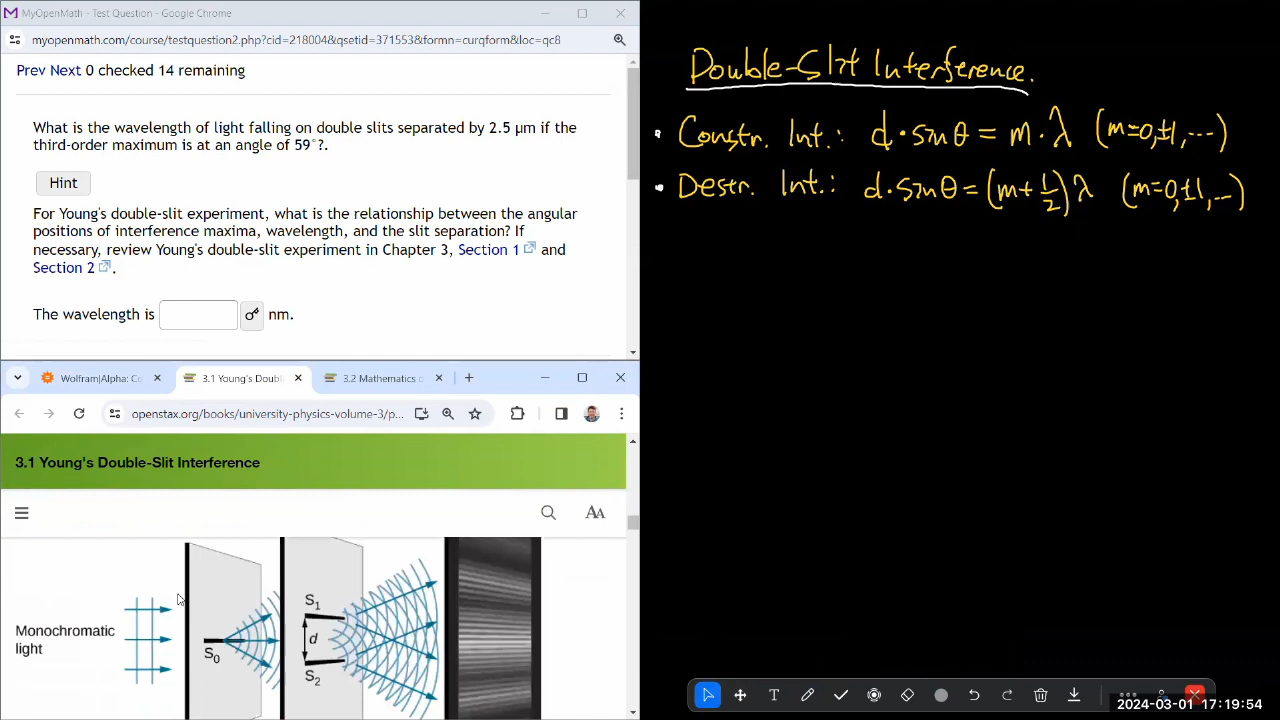 MyOpenMath - Test Question - Google Chrome
myopenmath.com/course/testquestion2.php?cid=218004&qsetid=371553&formn=curqform&loc=qc8
Prev Next 0 checked 14 remaining
What is the wavelength of light falling on double slits separated by 2.5 µm if the
third-order maximum is at an angle of 59°?.
Hint
For Young's double-slit experiment, what is the relationship between the angular
positions of interference maxima, wavelength, and the slit separation? If
necessary, review Young's double-slit experiment in Chapter 3, Section 1 and
Section 2.
The wavelength is
σ
nm.
Wolfram|Alpha: Co
3.1 Young's Doubl
3.2 Mathematics o
openstax.org/books/university-physics-volume-3/p...
3.1 Young's Double-Slit Interference
AA
Monochromatic
light
S₀
S₁
d
S₂
Double-Slit Interference.
• Constr. Int.: d·sinθ = m·λ (m=0,±1,...)
• Destr. Int.: d·sinθ = (m+1/2)λ (m=0,±1,...)
T
2024-03-01 17:19:54